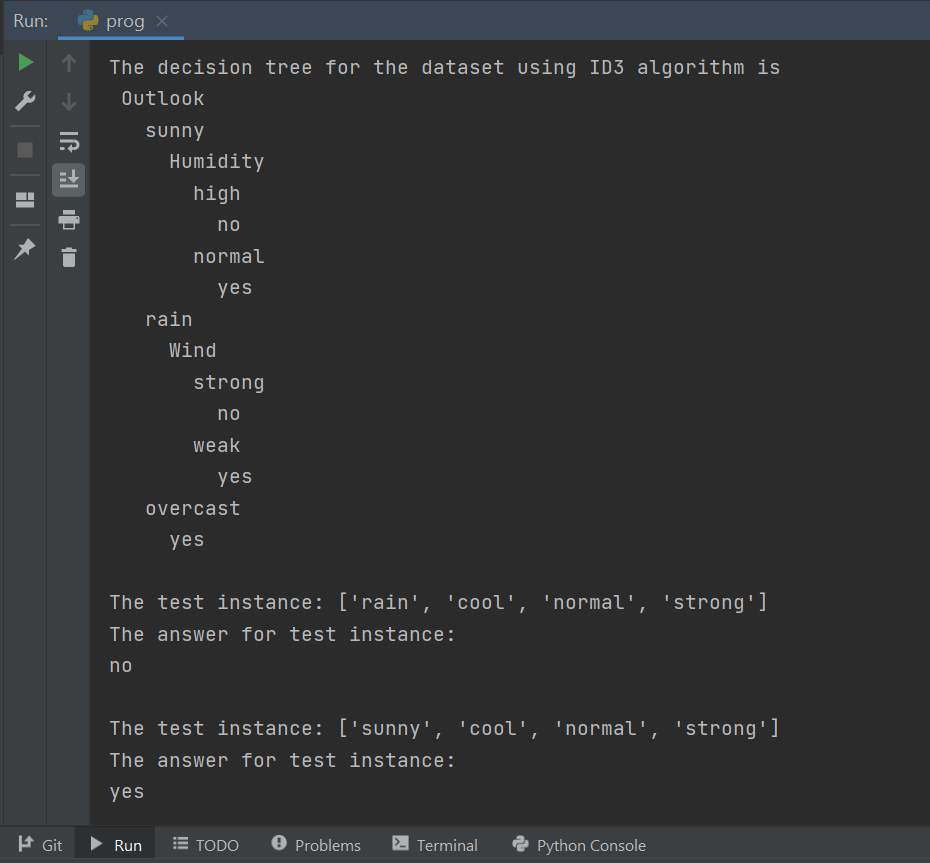 Run: prog
The decision tree for the dataset using ID3 algorithm is
Outlook
sunny
Humidity
high
no
normal
yes
rain
Wind
strong
no
weak
yes
overcast
yes
The test instance: ['rain', 'cool', 'normal', 'strong']
The answer for test instance:
no
The test instance: ['sunny', 'cool', 'normal', 'strong']
The answer for test instance:
yes
Git Run TODO Problems Terminal Python Console